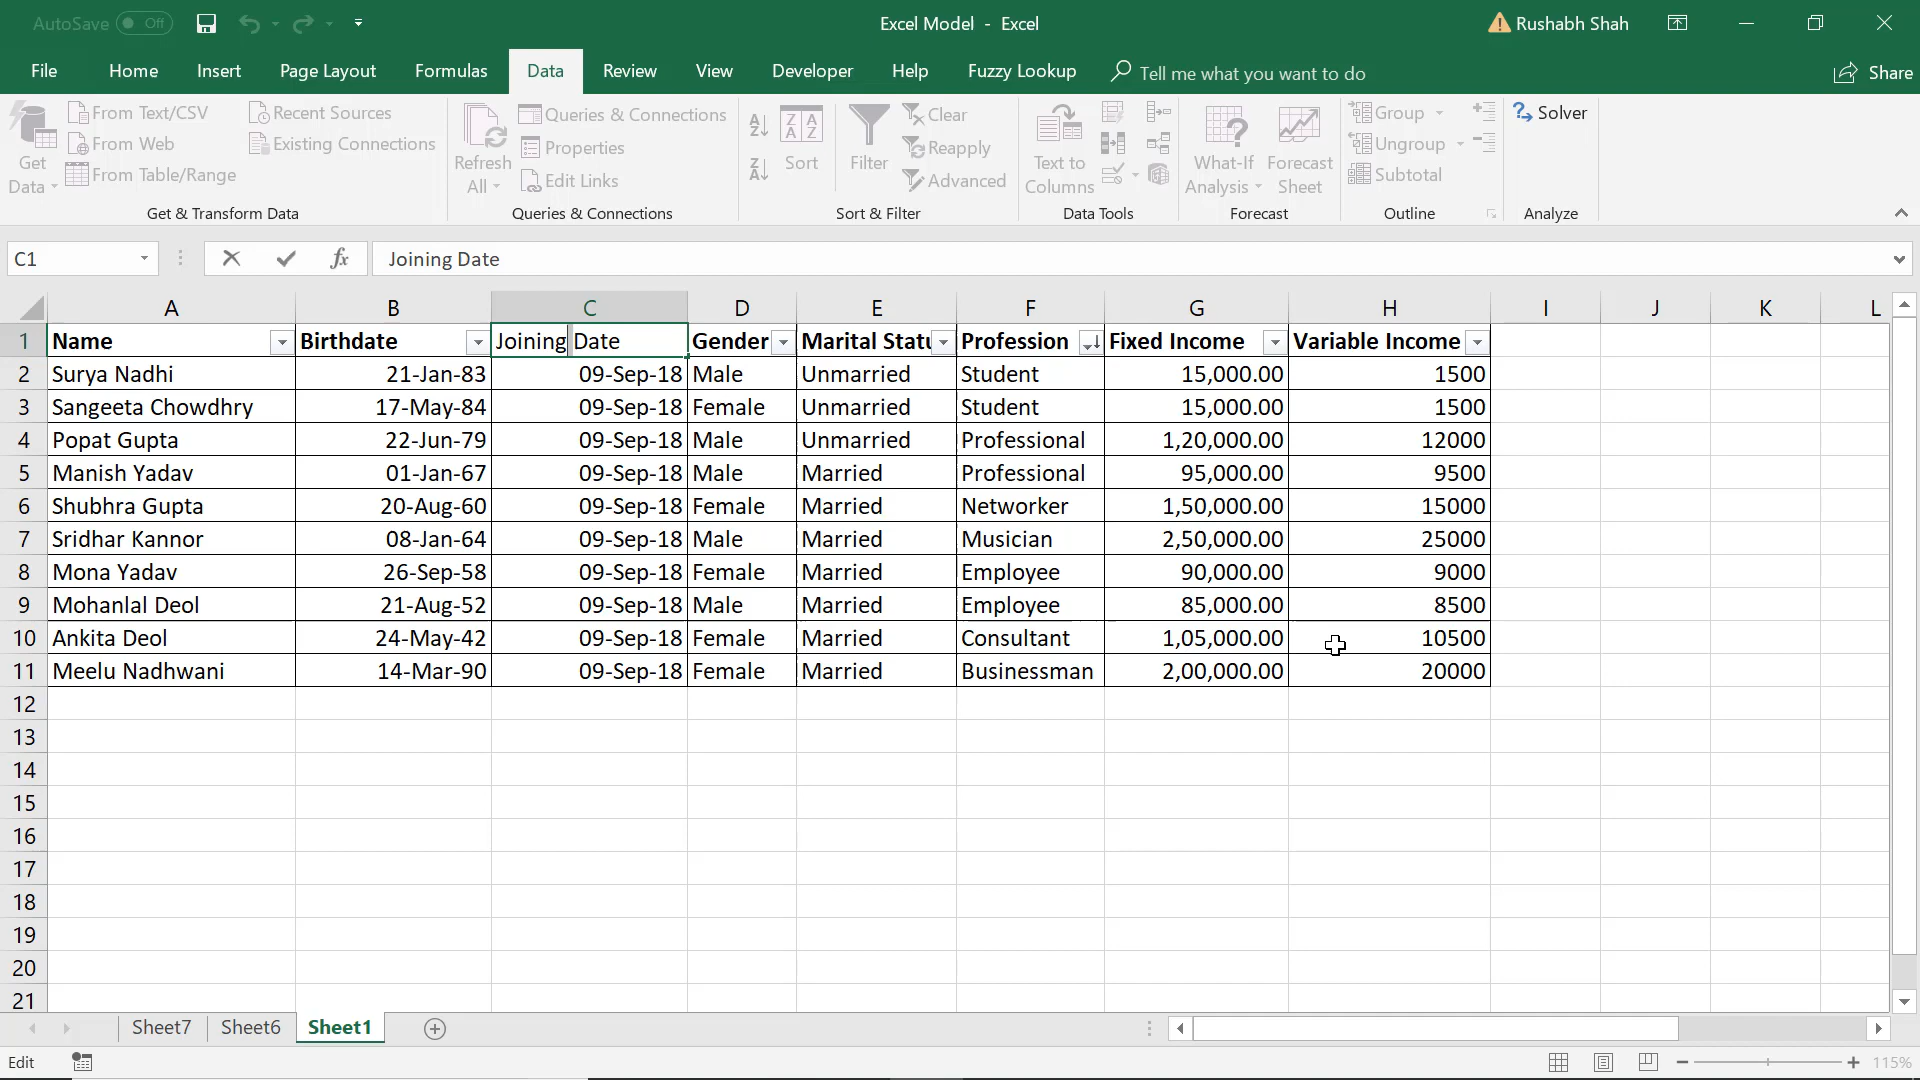 AutoSave Off
Excel Model - Excel
Rushabh Shah
File Home Insert Page Layout Formulas Data Review View Developer Help Fuzzy Lookup Tell me what you want to do Share
Get Data
From Text/CSV
From Web
From Table/Range
Recent Sources
Existing Connections
Get & Transform Data
Refresh All
Queries & Connections
Properties
Edit Links
Queries & Connections
Sort
Filter
Clear
Reapply
Advanced
Sort & Filter
Text to Columns
Data Tools
What-If Analysis
Forecast Sheet
Forecast
Group
Ungroup
Subtotal
Outline
Solver
Analyze
C1
fx
Joining Date
A B C D E F G H I J K L
1 Name Birthdate Joining Date Gender Marital Statu Profession Fixed Income Variable Income
2 Surya Nadhi 21-Jan-83 09-Sep-18 Male Unmarried Student 15,000.00 1500
3 Sangeeta Chowdhry 17-May-84 09-Sep-18 Female Unmarried Student 15,000.00 1500
4 Popat Gupta 22-Jun-79 09-Sep-18 Male Unmarried Professional 1,20,000.00 12000
5 Manish Yadav 01-Jan-67 09-Sep-18 Male Married Professional 95,000.00 9500
6 Shubhra Gupta 20-Aug-60 09-Sep-18 Female Married Networker 1,50,000.00 15000
7 Sridhar Kannor 08-Jan-64 09-Sep-18 Male Married Musician 2,50,000.00 25000
8 Mona Yadav 26-Sep-58 09-Sep-18 Female Married Employee 90,000.00 9000
9 Mohanlal Deol 21-Aug-52 09-Sep-18 Male Married Employee 85,000.00 8500
10 Ankita Deol 24-May-42 09-Sep-18 Female Married Consultant 1,05,000.00 10500
11 Meelu Nadhwani 14-Mar-90 09-Sep-18 Female Married Businessman 2,00,000.00 20000
12
13
14
15
16
17
18
19
20
21
Sheet7 Sheet6 Sheet1
Edit
115%